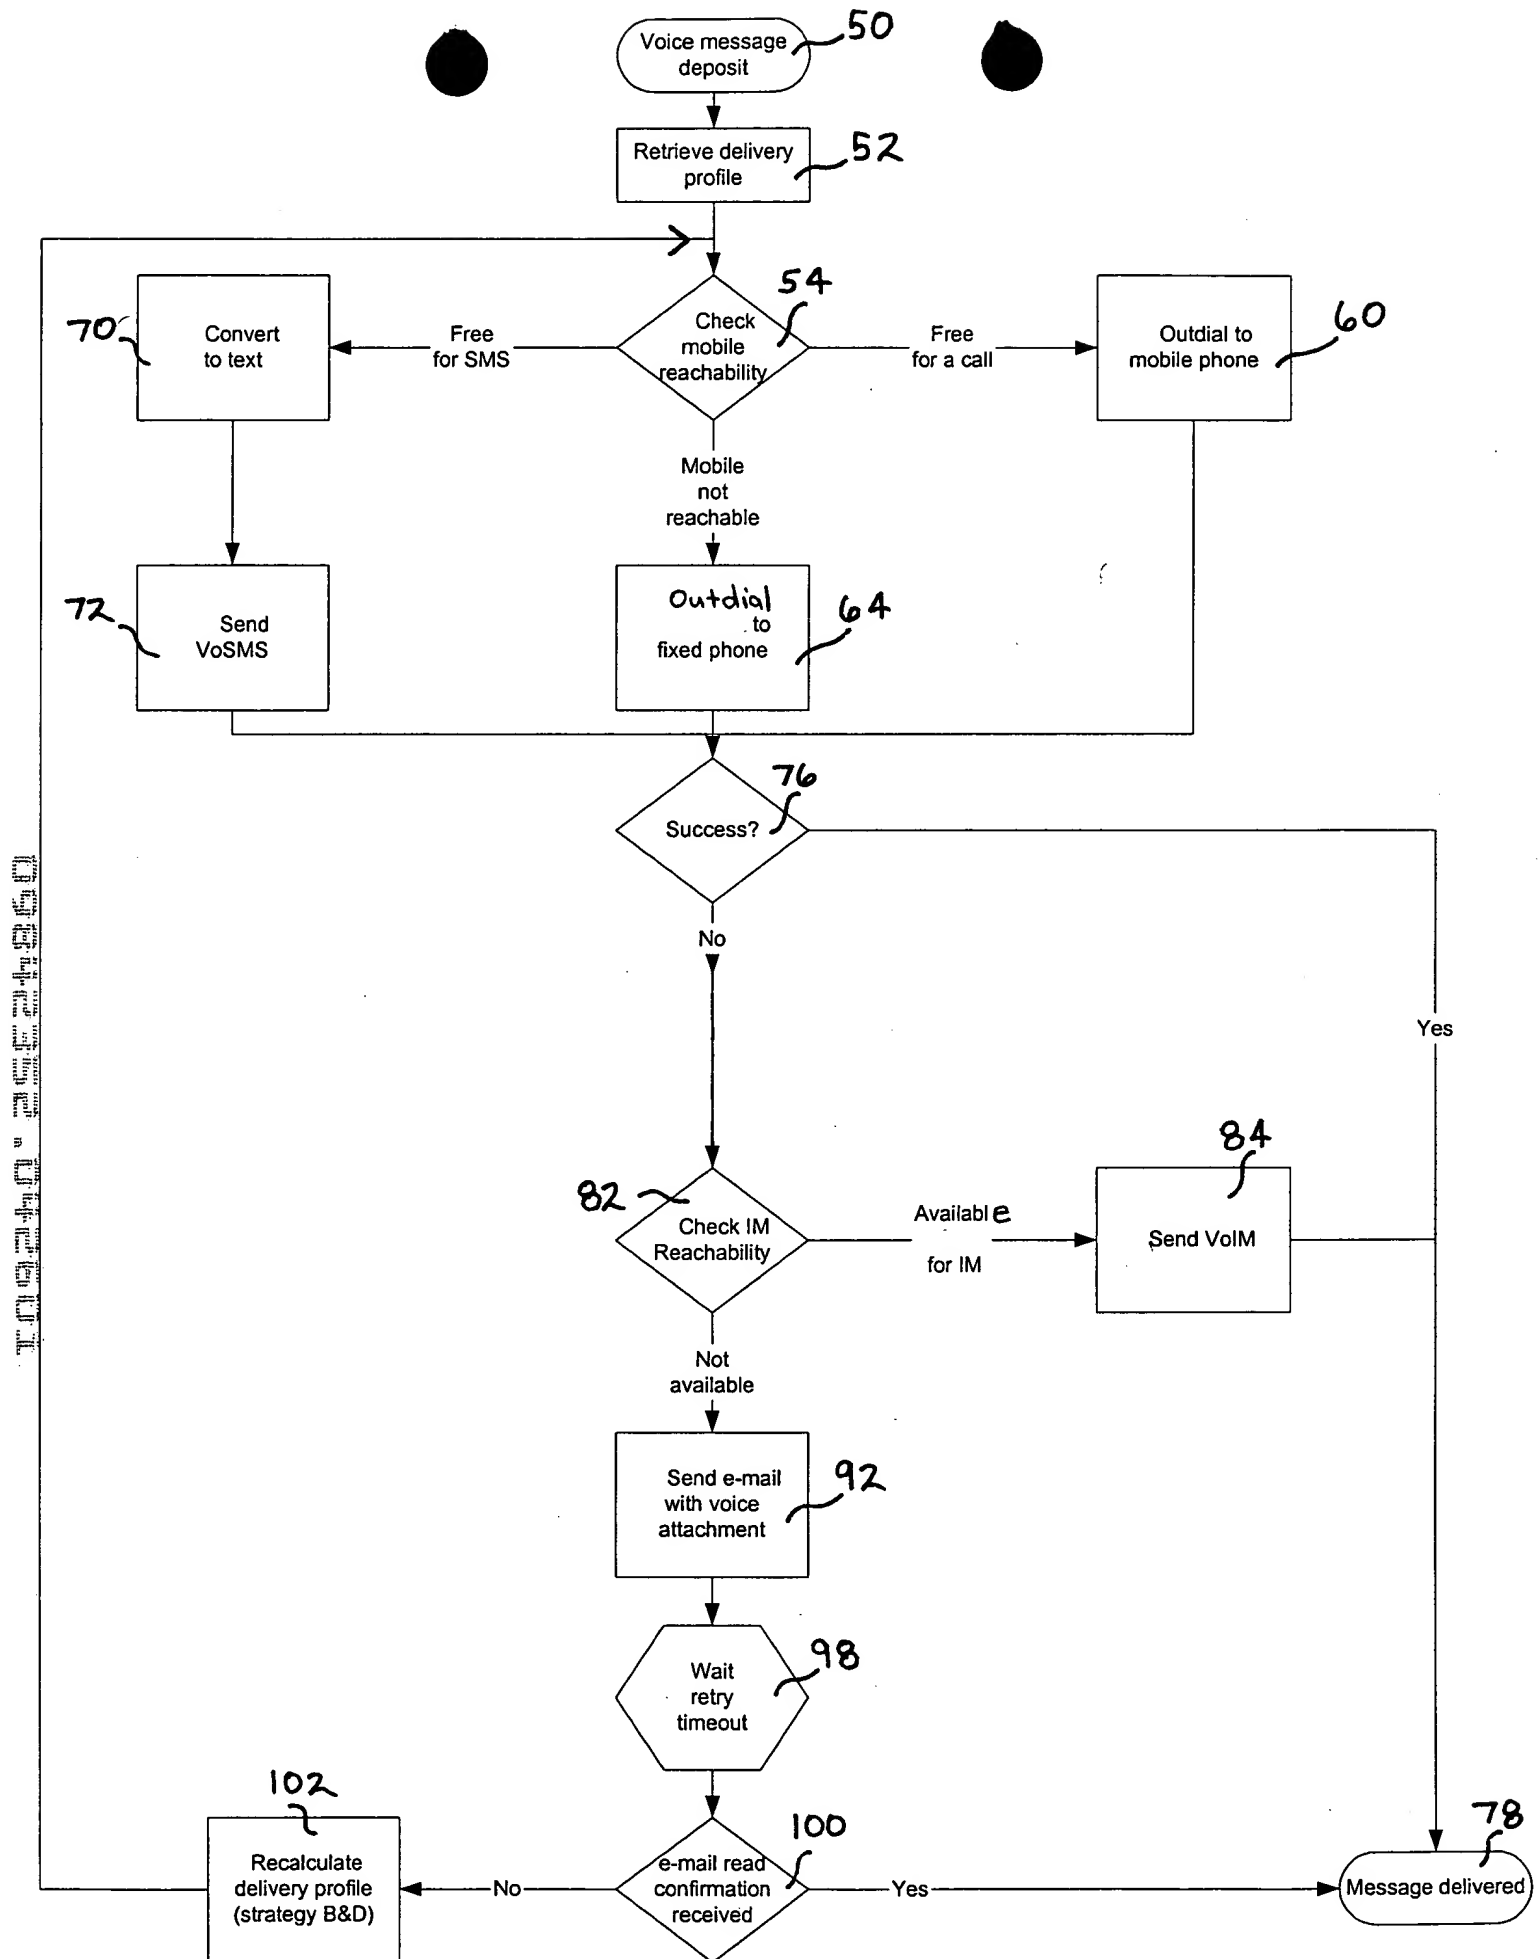 50
Voice message
deposit
52
Retrieve delivery
profile
54
Check
mobile
reachability
70
Convert
to text
Free
for SMS
Free
for a call
60
Outdial to
mobile phone
Mobile
not
reachable
72
Send
VoSMS
Outdial
to
fixed phone
64
76
Success?
No
Yes
82
Check IM
Reachability
Available
for IM
84
Send VoIM
Not
available
Send e-mail
with voice
attachment
92
Wait
retry
timeout
98
102
Recalculate
delivery profile
(strategy B&D)
No
100
e-mail read
confirmation
received
Yes
78
Message delivered
09842352.042601